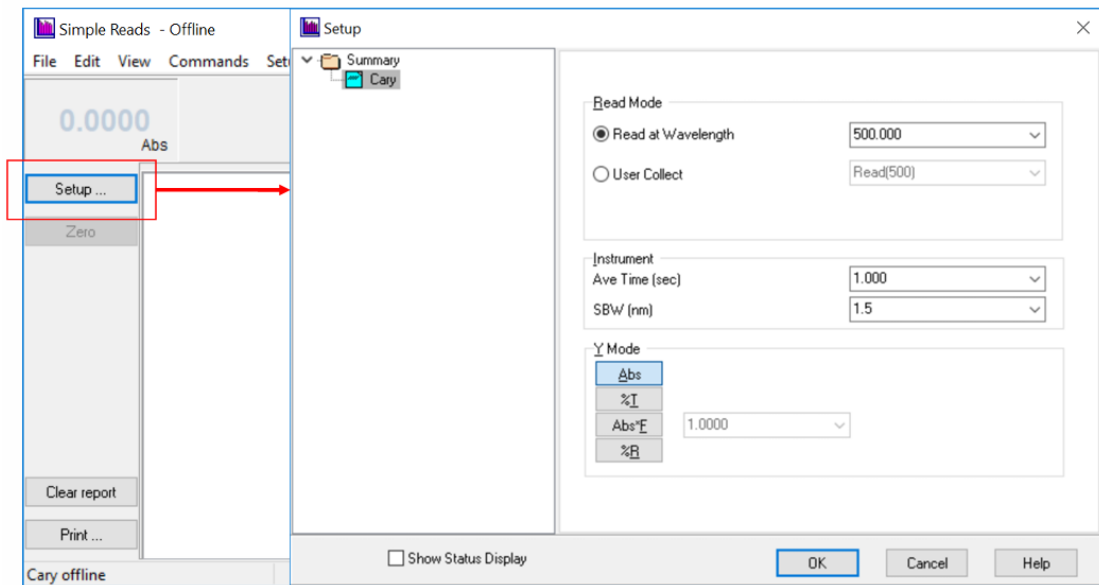 Simple Reads - Offline
File Edit View Commands Setu
0.0000
Abs
Setup ...
Zero
Clear report
Print ...
Cary offline
Setup
Summary
Cary
Read Mode
Read at Wavelength 500.000
User Collect Read(500)
Instrument
Ave Time (sec) 1.000
SBW (nm) 1.5
Y Mode
Abs
%T
Abs*F 1.0000
%R
Show Status Display OK Cancel Help